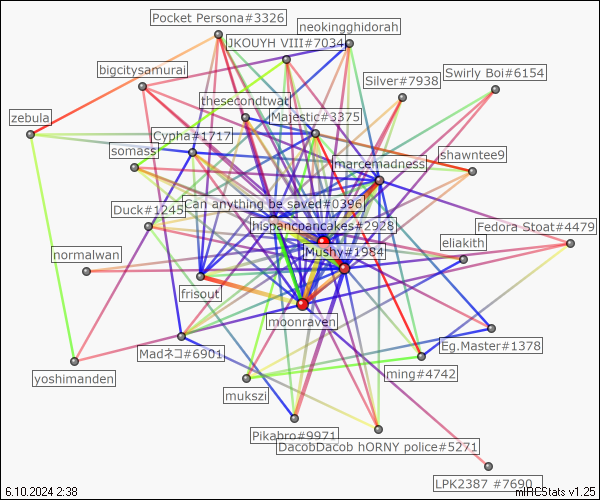 Pocket Persona#3326
neokingghidorah
JKOUYH VIII#7034
bigcitysamurai
Silver#7938
Swirly Boi#6154
thesecondtwat
zebula
Majestic#3375
Cypha#1717
somass
marcemadness
shawntee9
Can anything be saved#0396
Duck#1245
hispancpancakes#2928
Fedora Stoat#4479
eliakith
Mushy#1984
normalwan
frisout
moonraven
Madネコ#6901
Eg.Master#1378
ming#4742
yoshimanden
mukszi
Pikabro#9971
DacobDacob hORNY police#5271
LPK2387 #7690
6.10.2024 2:38
mIRCStats v1.25